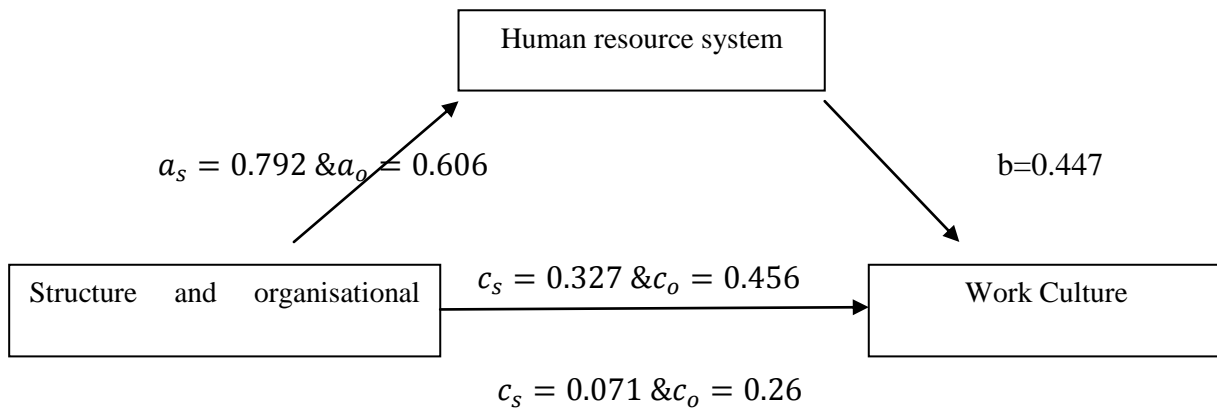 Human resource system
a_s = 0.792 &a_o = 0.606
b=0.447
Structure and organisational
c_s = 0.327 &c_o = 0.456
Work Culture
c_s = 0.071 &c_o = 0.26